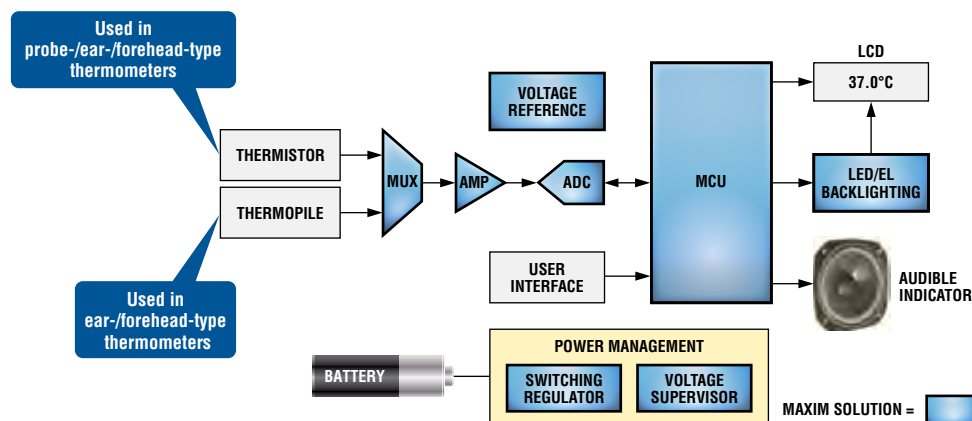 Used in
probe-/ear-/forehead-type
thermometers
THERMISTOR
THERMOPILE
Used in
ear-/forehead-type
thermometers
MUX
AMP
VOLTAGE
REFERENCE
ADC
USER
INTERFACE
MCU
LCD
37.0°C
LED/EL
BACKLIGHTING
AUDIBLE
INDICATOR
BATTERY
POWER MANAGEMENT
SWITCHING
REGULATOR
VOLTAGE
SUPERVISOR
MAXIM SOLUTION =